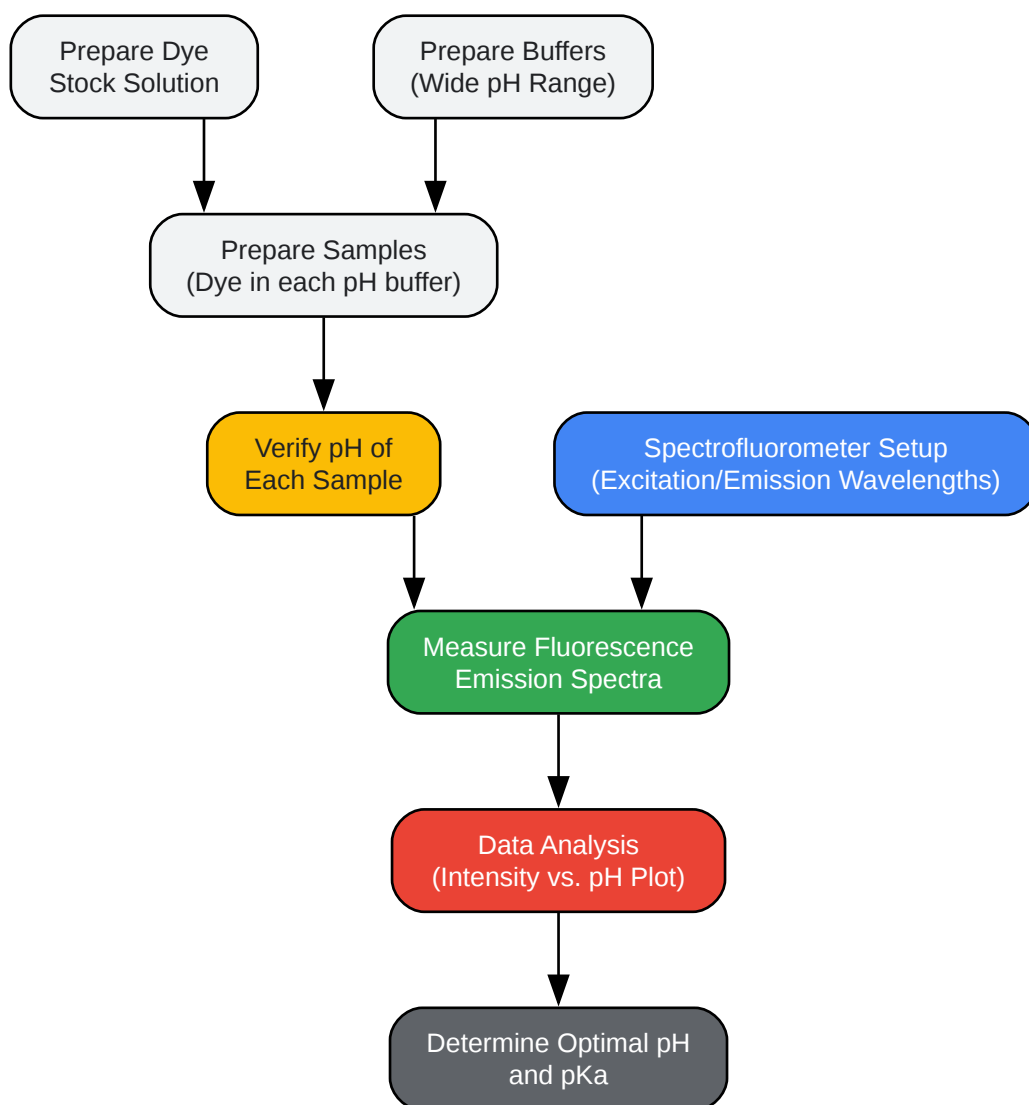 Prepare Dye
Stock Solution
Prepare Buffers
(Wide pH Range)
Prepare Samples
(Dye in each pH buffer)
Verify pH of
Each Sample
Spectrofluorometer Setup
(Excitation/Emission Wavelengths)
Measure Fluorescence
Emission Spectra
Data Analysis
(Intensity vs. pH Plot)
Determine Optimal pH
and pKa